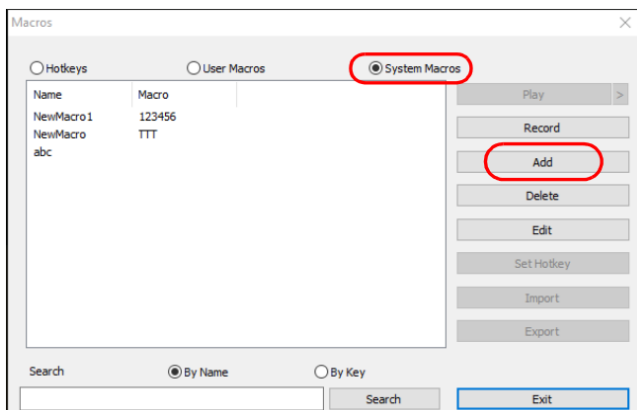 Macros
Hotkeys User Macros System Macros
Name Macro Play >
NewMacro1 123456
NewMacro TTT Record
abc
Add
Delete
Edit
Set Hotkey
Import
Export
Search By Name By Key
Search Exit